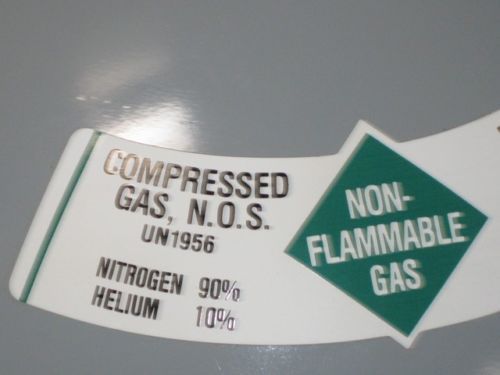 COMPRESSED
GAS, N.O.S.
UN1956
NITROGEN 90%
HELIUM 10%
NON-
FLAMMABLE
GAS